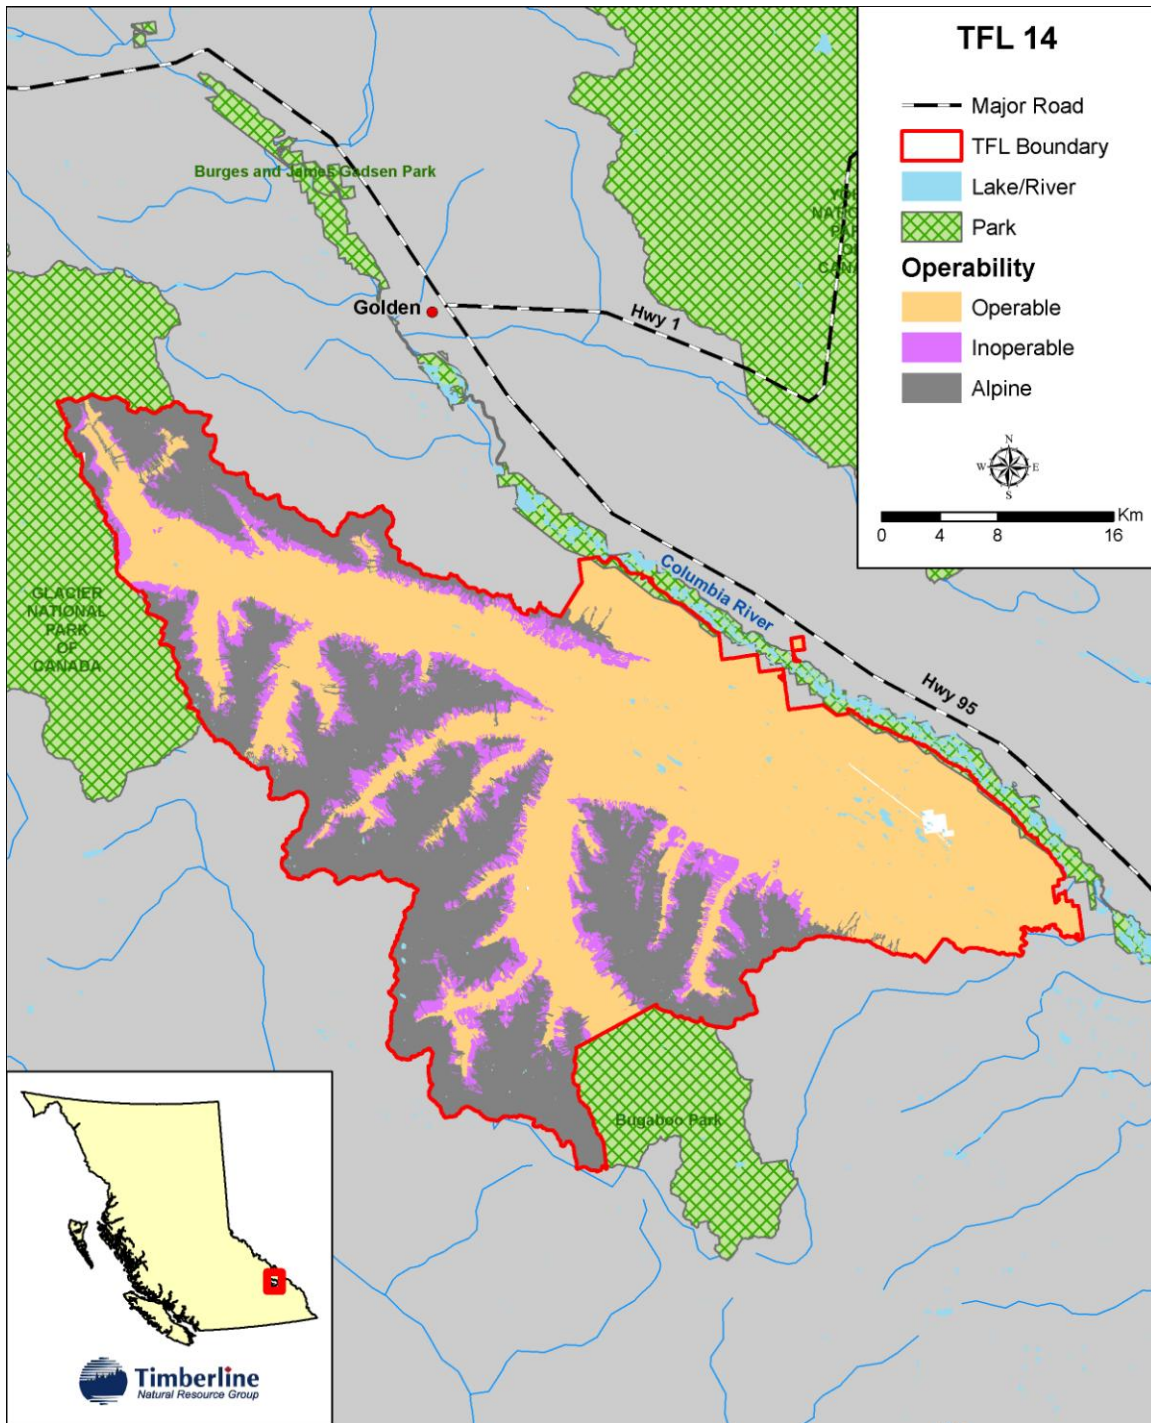 TFL 14
Major Road
TFL Boundary
Lake/River
Park
Operability
Operable
Inoperable
Alpine
N
W E
S
Km
0 4 8 16
Burges and James Gadsen Park
Golden
Hwy 1
Columbia River
Hwy 95
GLACIER
NATIONAL
PARK
OF
CANADA
Bugaboo Park
Timberline
Natural Resource Group